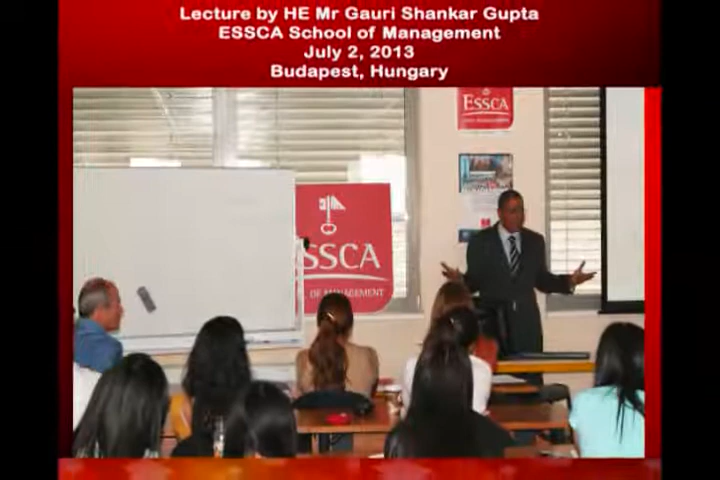 Lecture by HE Mr Gauri Shankar Gupta
ESSCA School of Management
July 2, 2013
Budapest, Hungary
ESSCA
SSCA
OF MANAGEMENT